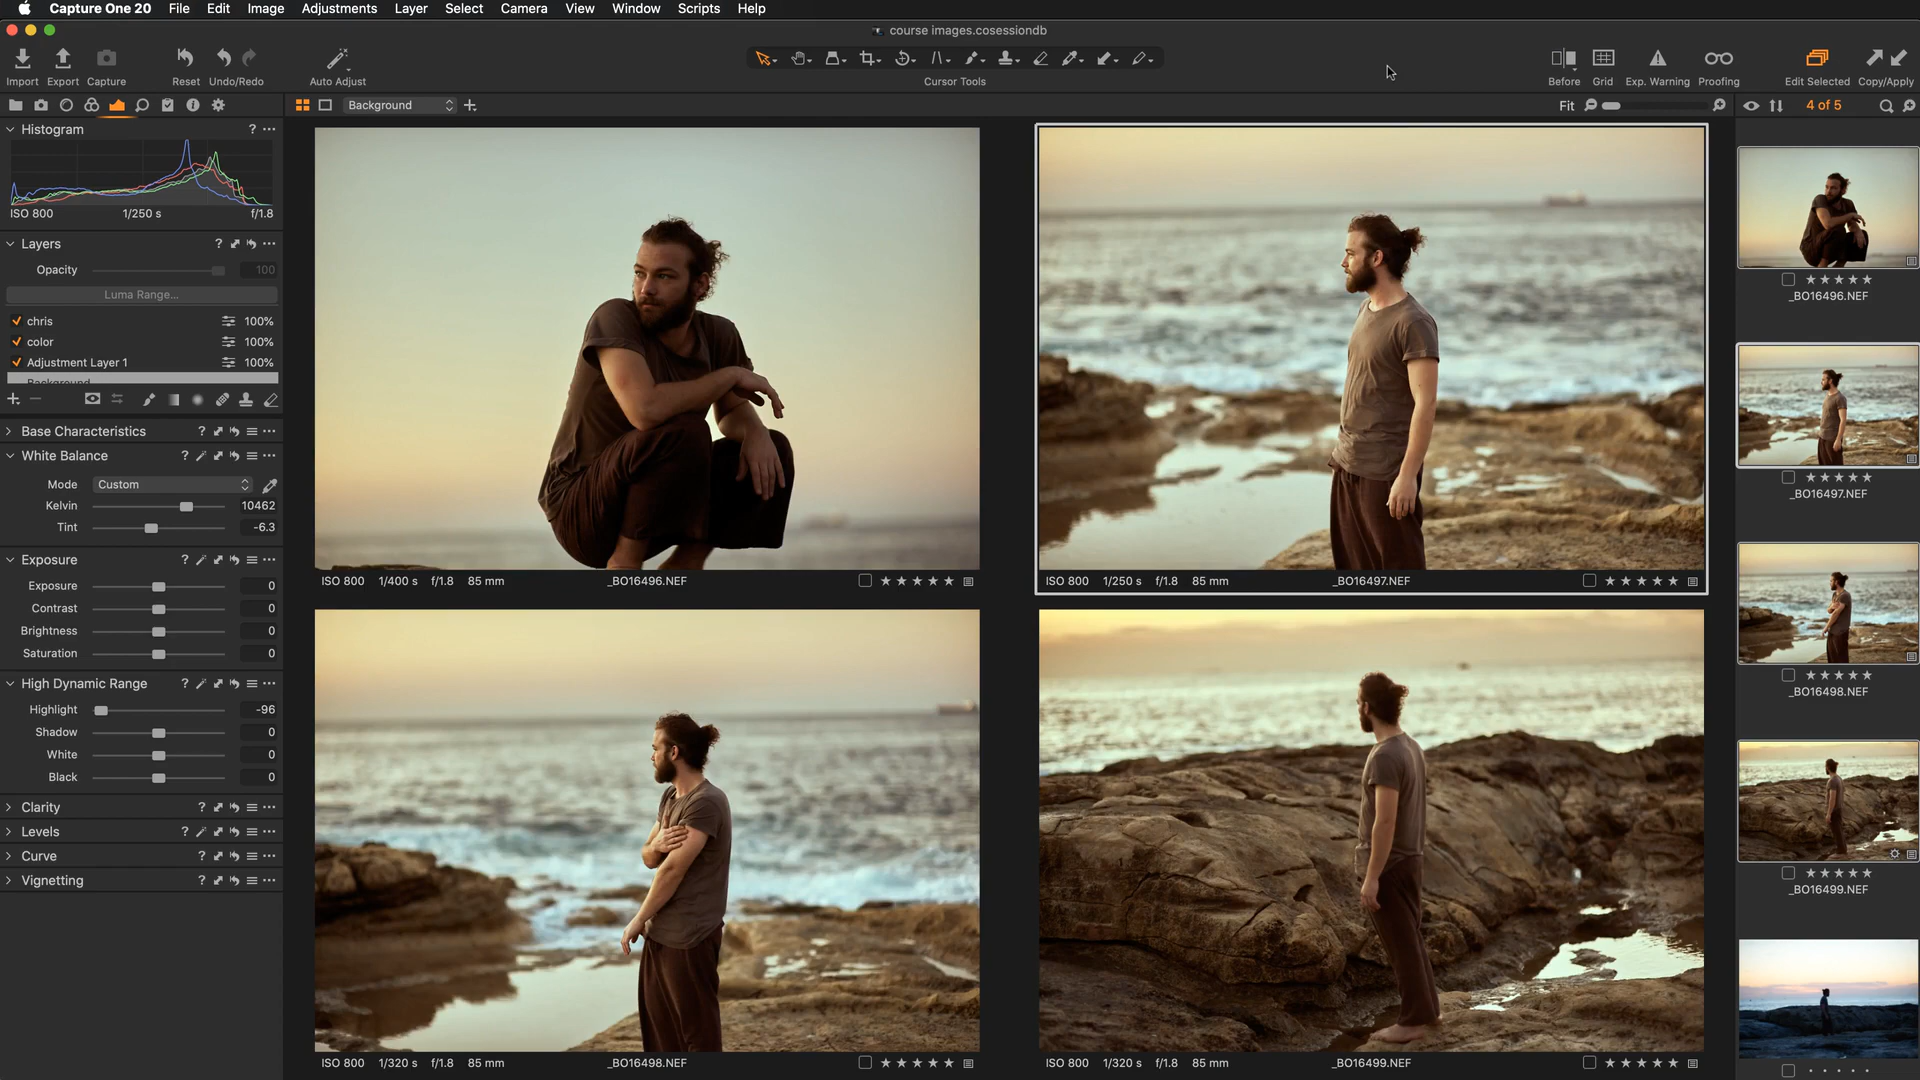 Capture One 20 File Edit Image Adjustments Layer Select Camera View Window Scripts Help
course images.cosessiondb
Import Export Capture Reset Undo/Redo Auto Adjust Cursor Tools Before Grid Exp. Warning Proofing Edit Selected Copy/Apply
Background Fit 4 of 5
Histogram ?
ISO 800 1/250 s f/1.8
Layers ?
Opacity 100
Luma Range...
chris 100%
color 100%
Adjustment Layer 1 100%
Background
Base Characteristics ?
White Balance ?
Mode Custom
Kelvin 10462
Tint -6.3
Exposure ?
Exposure 0
Contrast 0
Brightness 0
Saturation 0
High Dynamic Range ?
Highlight -96
Shadow 0
White 0
Black 0
Clarity ?
Levels ?
Curve ?
Vignetting ?
ISO 800 1/400 s f/1.8 85 mm _BO16496.NEF
ISO 800 1/250 s f/1.8 85 mm _BO16497.NEF
ISO 800 1/320 s f/1.8 85 mm _BO16498.NEF
ISO 800 1/320 s f/1.8 85 mm _BO16499.NEF
_BO16496.NEF
_BO16497.NEF
_BO16498.NEF
_BO16499.NEF